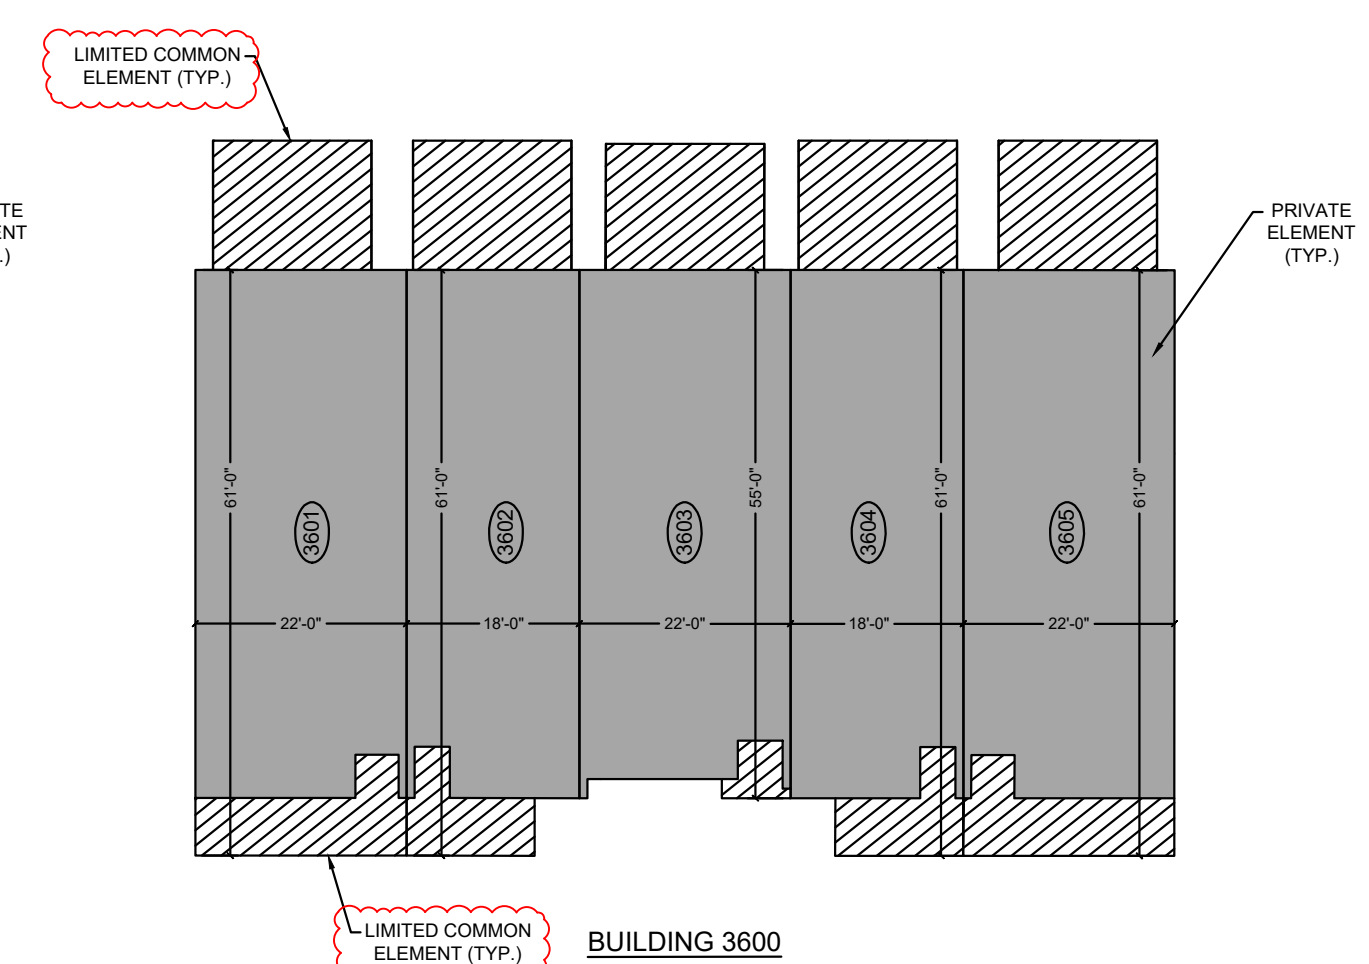 LIMITED COMMON
ELEMENT (TYP.)
TE
ENT
.)
PRIVATE
ELEMENT
(TYP.)
61'-0"
61'-0"
55'-0"
61'-0"
61'-0"
3601
3602
3603
3604
3605
22'-0"
18'-0"
22'-0"
18'-0"
22'-0"
LIMITED COMMON
ELEMENT (TYP.)
BUILDING 3600